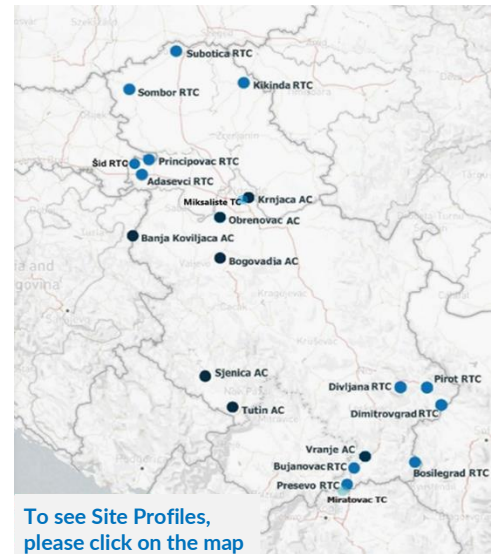 Subotica RTC
Kikinda RTC
Sombor RTC
Šid RTC
Principovac RTC
Adasevci RTC
Miksaliste TC
Krnjaca AC
Obrenovac AC
Banja Koviljaca AC
Bogovadja AC
Sjenica AC
Tutin AC
Divljana RTC
Pirot RTC
Dimitrovgrad RTC
Vranje AC
Bujanovac RTC
Bosilegrad RTC
Presevo RTC
Miratovac TC
To see Site Profiles,
please click on the map